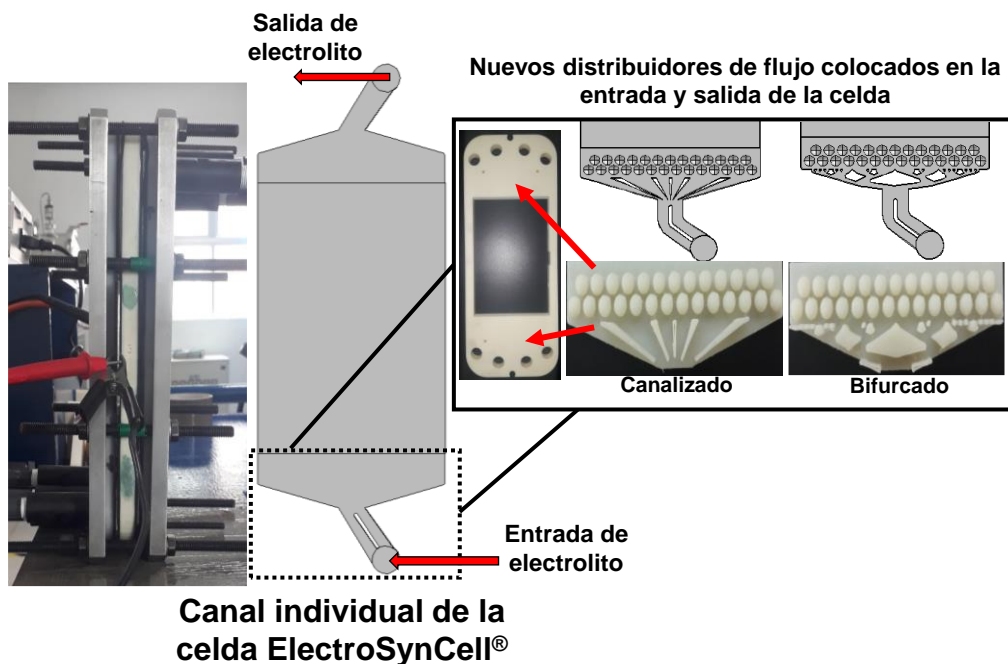 Salida de
electrolito
Nuevos distribuidores de flujo colocados en la
entrada y salida de la celda
Canalizado
Bifurcado
Entrada de
electrolito
Canal individual de la
celda ElectroSynCell®